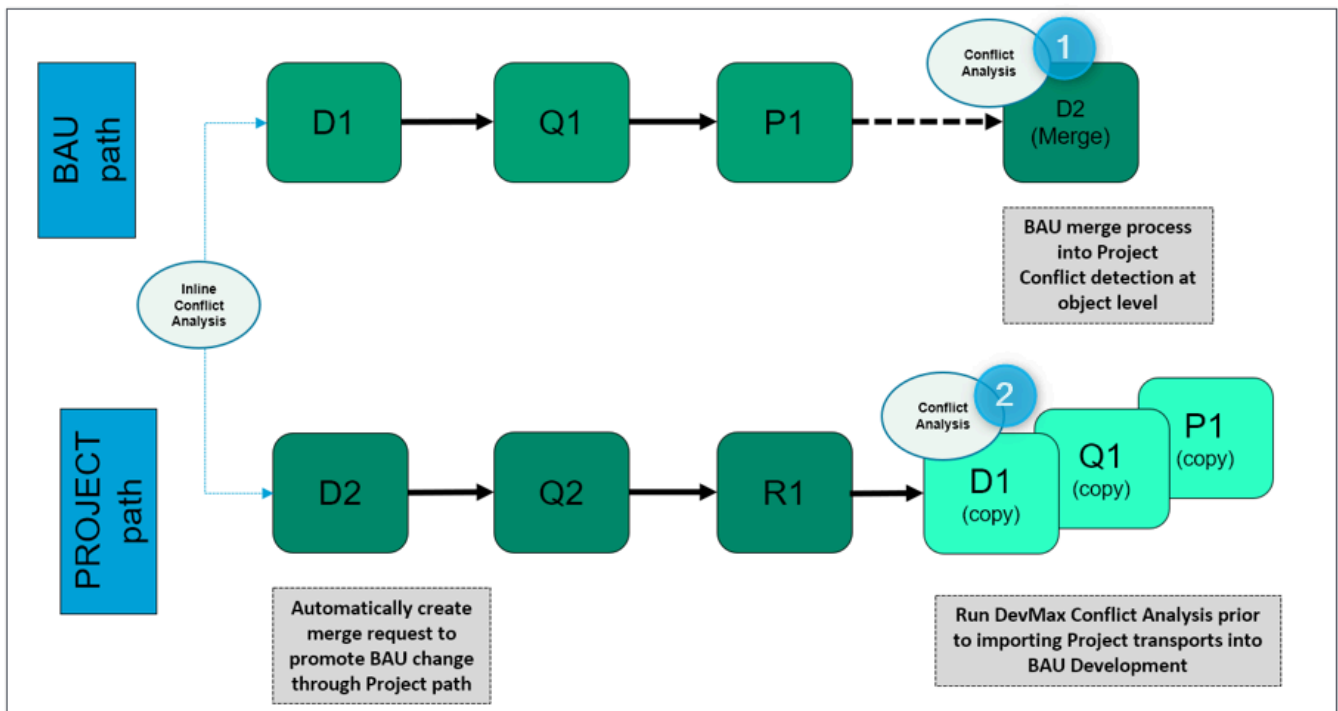 BAU
path
D1
Q1
P1
Conflict
Analysis
1
D2
(Merge)
BAU merge process
into Project
Conflict detection at
object level
Inline
Conflict
Analysis
PROJECT
path
D2
Q2
R1
Conflict
Analysis
2
D1
(copy)
Q1
(copy)
P1
(copy)
Automatically create
merge request to
promote BAU change
through Project path
Run DevMax Conflict Analysis prior
to importing Project transports into
BAU Development